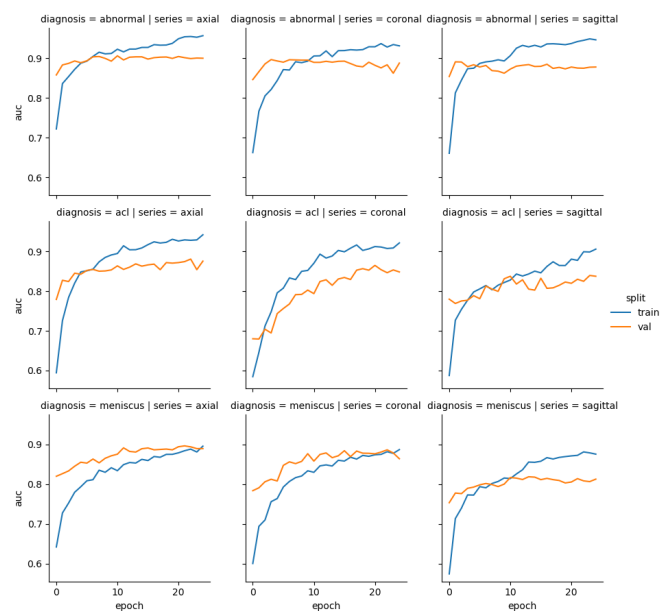 diagnosis = abnormal | series = axial
diagnosis = abnormal | series = coronal
diagnosis = abnormal | series = sagittal
0.9
0.8
0.7
0.6
auc
diagnosis = acl | series = axial
diagnosis = acl | series = coronal
diagnosis = acl | series = sagittal
0.9
0.8
0.7
0.6
auc
split
train
val
diagnosis = meniscus | series = axial
diagnosis = meniscus | series = coronal
diagnosis = meniscus | series = sagittal
0.9
0.8
0.7
0.6
auc
0 10 20
0 10 20
0 10 20
epoch
epoch
epoch